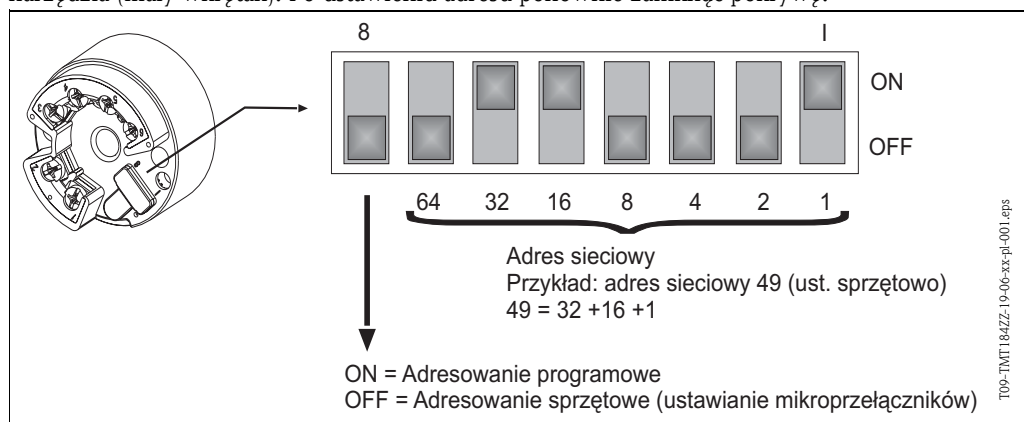 8 I
ON
OFF
64 32 16 8 4 2 1
Adres sieciowy
Przykład: adres sieciowy 49 (ust. sprzętowo)
49 = 32 +16 +1
ON = Adresowanie programowe
OFF = Adresowanie sprzętowe (ustawianie mikroprzełączników)
T09-TMT184ZZ-19-06-xx-pl-001.eps